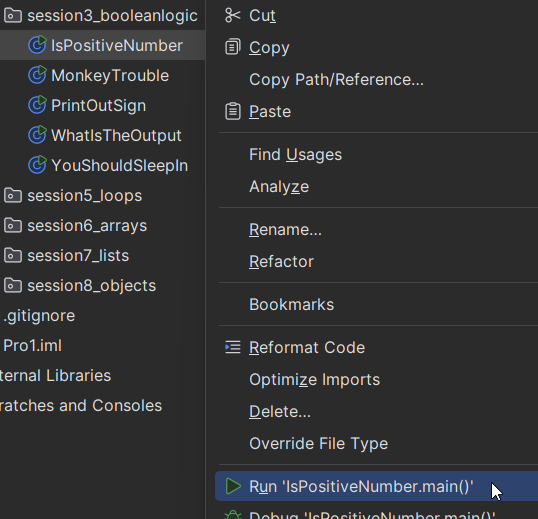 session3_booleanlogic
IsPositiveNumber
MonkeyTrouble
PrintOutSign
WhatIsTheOutput
YouShouldSleepIn
session5_loops
session6_arrays
session7_lists
session8_objects
.gitignore
Pro1.iml
ternal Libraries
ratches and Consoles
Cut
Copy
Copy Path/Reference...
Paste
Find Usages
Analyze
Rename...
Refactor
Bookmarks
Reformat Code
Optimize Imports
Delete...
Override File Type
Run 'IsPositiveNumber.main()'
Debug 'IsPositiveNumber.main()'